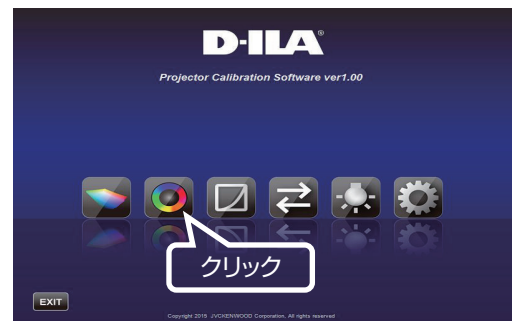 D-ILA®
Projector Calibration Software ver1.00
クリック
EXIT
Copyright 2015 JVCKENWOOD Corporation, All rights reserved